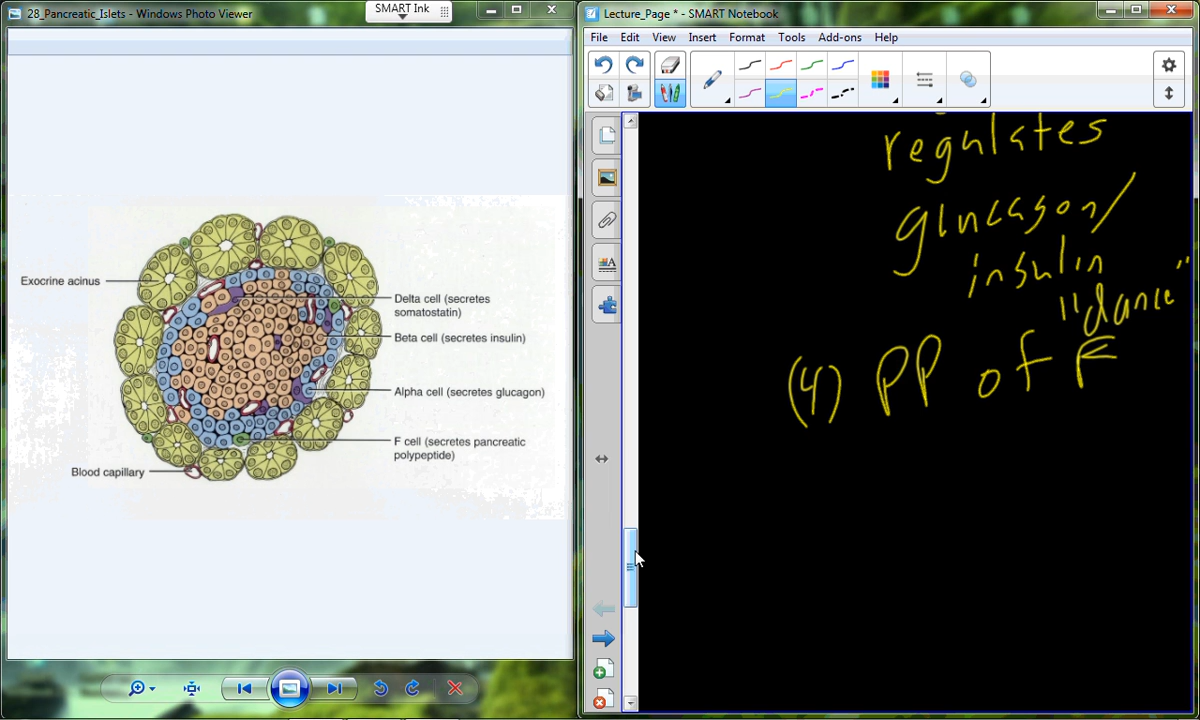 28_Pancreatic_Islets - Windows Photo Viewer
SMART Ink
Exocrine acinus
Delta cell (secretes
somatostatin)
Beta cell (secretes insulin)
Alpha cell (secretes glucagon)
F cell (secretes pancreatic
polypeptide)
Blood capillary
Lecture_Page * - SMART Notebook
File Edit View Insert Format Tools Add-ons Help
regulates
glucagon/
insulin
"dance"
(4) PP of F